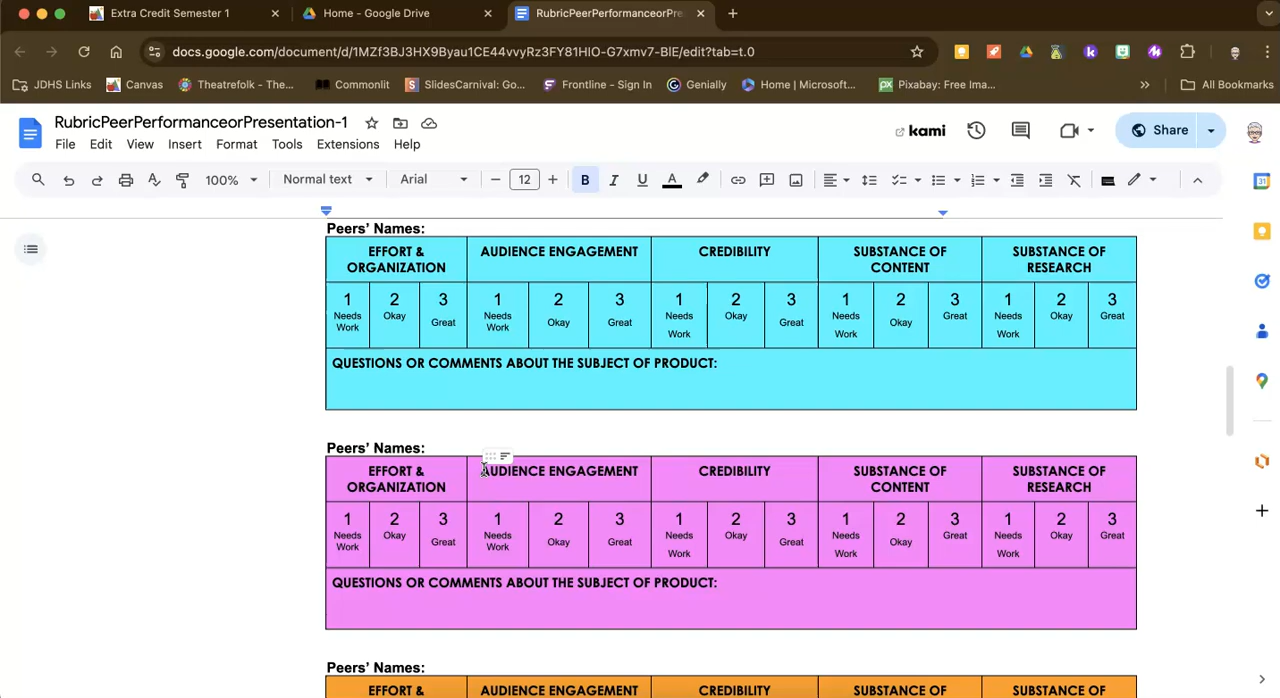 Extra Credit Semester 1
Home - Google Drive
RubricPeerPerformanceorPre
docs.google.com/document/d/1MZf3BJ3HX9Byau1CE44vvyRz3FY81HIO-G7xmv7-BlE/edit?tab=t.0
JDHS Links
Canvas
Theatrefolk - The...
Commonlit
SlidesCarnival: Go...
Frontline - Sign In
Genially
Home | Microsoft...
Pixabay: Free Ima...
All Bookmarks
RubricPeerPerformanceorPresentation-1
kami
Share
File Edit View Insert Format Tools Extensions Help
100% Normal text Arial 12 B I U A
Peers' Names:
EFFORT & ORGANIZATION AUDIENCE ENGAGEMENT CREDIBILITY SUBSTANCE OF CONTENT SUBSTANCE OF RESEARCH
1 2 3 1 2 3 1 2 3 1 2 3 1 2 3
Needs Work Okay Great Needs Work Okay Great Needs Work Okay Great Needs Work Okay Great Needs Work Okay Great
QUESTIONS OR COMMENTS ABOUT THE SUBJECT OF PRODUCT:
Peers' Names:
EFFORT & ORGANIZATION AUDIENCE ENGAGEMENT CREDIBILITY SUBSTANCE OF CONTENT SUBSTANCE OF RESEARCH
1 2 3 1 2 3 1 2 3 1 2 3 1 2 3
Needs Work Okay Great Needs Work Okay Great Needs Work Okay Great Needs Work Okay Great Needs Work Okay Great
QUESTIONS OR COMMENTS ABOUT THE SUBJECT OF PRODUCT:
Peers' Names:
EFFORT & AUDIENCE ENGAGEMENT CREDIBILITY SUBSTANCE OF SUBSTANCE OF